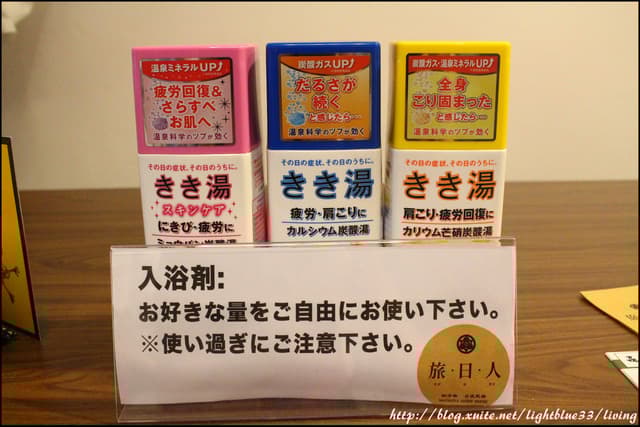 温泉ミネラルUP
疲労回復&
さらすべ
お肌へ
温泉科学のツブが効く
その日の症状、その日のうちに。
きき湯
スキンケア
にきび・疲労に
ミョウバン炭酸湯
炭酸ガスUP
だるさが
続く
と感じたら…
温泉科学のツブが効く
その日の症状、その日のうちに。
きき湯
疲労・肩こりに
カルシウム炭酸湯
炭酸ガス・温泉ミネラルUP
全身
こり固まった
と感じたら…
温泉科学のツブが効く
その日の症状、その日のうちに。
きき湯
肩こり・疲労回復に
カリウム芒硝炭酸湯
入浴剤:
お好きな量をご自由にお使い下さい。
※使い過ぎにご注意下さい。
旅・日・人
http://blog.xuite.net/lightblue33/living